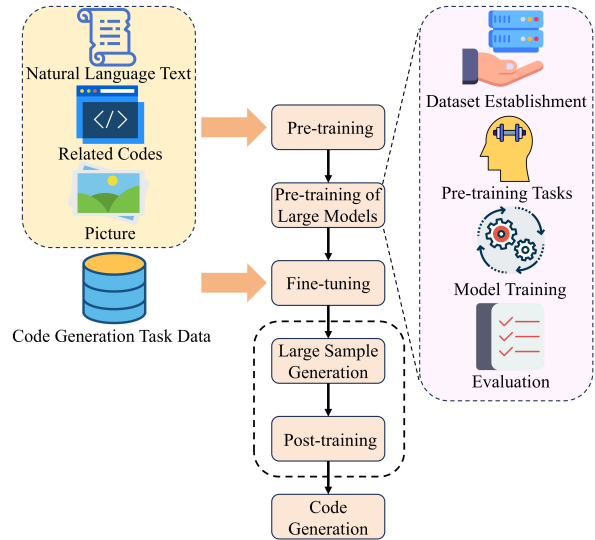 Natural Language Text
</>
Related Codes
Picture
Code Generation Task Data
Pre-training
Pre-training of
Large Models
Fine-tuning
Large Sample
Generation
Post-training
Code
Generation
Dataset Establishment
Pre-training Tasks
Model Training
Evaluation